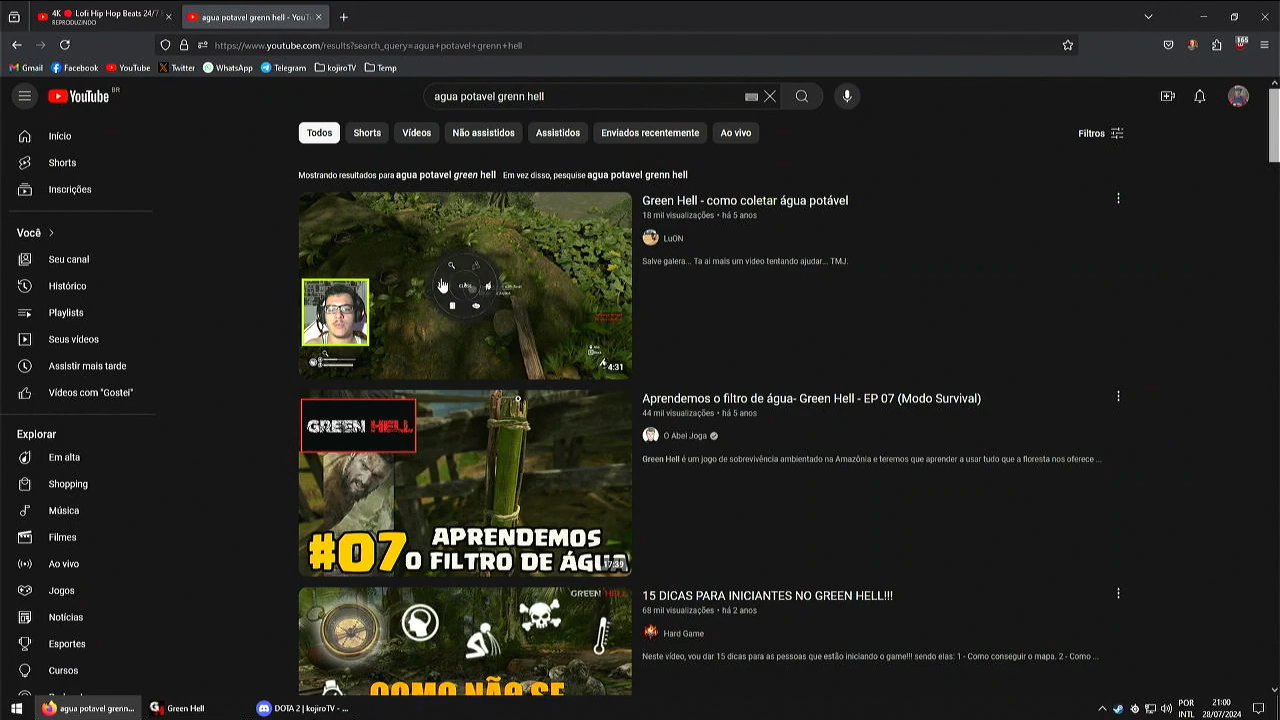 4K 🔴 Lofi Hip Hop Beats 24/7
REPRODUZINDO
agua potavel grenn hell - YouTu
https://www.youtube.com/results?search_query=agua+potavel+grenn+hell
165
Gmail Facebook YouTube Twitter WhatsApp Telegram kojiroTV Temp
YouTube BR
agua potavel grenn hell
Todos Shorts Vídeos Não assistidos Assistidos Enviados recentemente Ao vivo Filtros
Início
Shorts
Inscrições
Você
Seu canal
Histórico
Playlists
Seus vídeos
Assistir mais tarde
Vídeos com "Gostei"
Explorar
Em alta
Shopping
Música
Filmes
Ao vivo
Jogos
Notícias
Esportes
Cursos
Mostrando resultados para agua potavel green hell Em vez disso, pesquise agua potavel grenn hell
4:31
Green Hell - como coletar água potável
18 mil visualizações • há 5 anos
LuON
Salve galera... Ta ai mais um video tentando ajudar... TMJ.
GREEN HELL
#07 APRENDEMOS
O FILTRO DE ÁGUA
17:39
Aprendemos o filtro de água- Green Hell - EP 07 (Modo Survival)
44 mil visualizações • há 5 anos
O Abel Joga
Green Hell é um jogo de sobrevivência ambientado na Amazônia e teremos que aprender a usar tudo que a floresta nos oferece ...
GREEN HELL
COMO NÃO SE
15 DICAS PARA INICIANTES NO GREEN HELL!!!
68 mil visualizações • há 2 anos
Hard Game
Neste vídeo, vou dar 15 dicas para as pessoas que estão iniciando o game!!! sendo elas: 1 - Como conseguir o mapa. 2 - Como ...
agua potavel grenn... Green Hell DOTA 2 | kojiroTV - ...
POR
INTL
21:00
28/07/2024